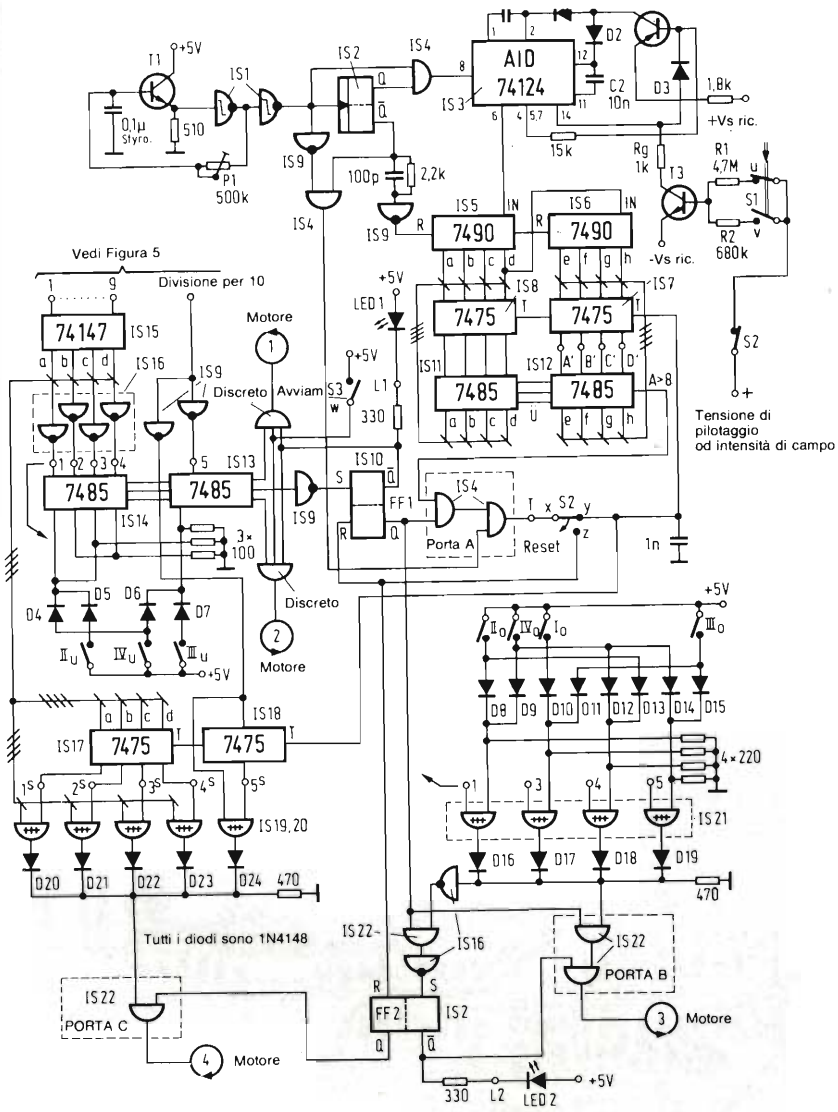 T1
+5V
0,1µ
Styro.
510
IS1
P1
500k
IS2
Q
Q̄
IS4
8
1
2
A I D
74124
IS3
12
11
6
4
5,7
14
D2
C2
10n
D3
1,8k
+Vs ric.
15k
Rg
1k
T3
-Vs ric.
R1
4,7M
u
S1
R2
680k
v
S2
+
Tensione di
pilotaggio
od intensità di campo
IS9
IS4
100p
2,2k
IS9
IS5
IS6
IN
IN
R
7490
R
7490
a b c d
e f g h
IS8
IS7
7475
T
7475
T
IS11
IS12
A' B' C' D'
7485
7485
A>B
Ü
a b c d
e f g h
Vedi Figura 5
1
9
Divisione per 10
74147
IS15
a b c d
IS16
IS9
1 2 3 4
5
7485
IS14
7485
IS13
3×
100
D4 D5 D6 D7
IIu
IVu
IIIu
+5V
Motore
1
Discreto Avviam
+5V
S3
w
+5V
LED 1
L1
330
IS9
IS10
S
Q̄
R
Q
FF1
IS4
Porta A
T
x
S2
y
z
Reset
1n
Discreto
2
Motore
+5V
IIo
IVo
Io
IIIo
D8 D9 D10 D11 D12 D13 D14 D15
4×220
1 3 4 5
IS21
D16 D17 D18 D19
470
a b c d
IS17
7475
T
IS18
7475
T
1S 2S 3S 4S 5S
IS19,20
D20 D21 D22 D23 D24
470
Tutti i diodi sono 1N4148
IS22
IS16
IS22
PORTA B
R
S
FF2
IS2
Q
Q̄
IS22
PORTA C
4
Motore
3
Motore
330
L2
LED 2
+5V